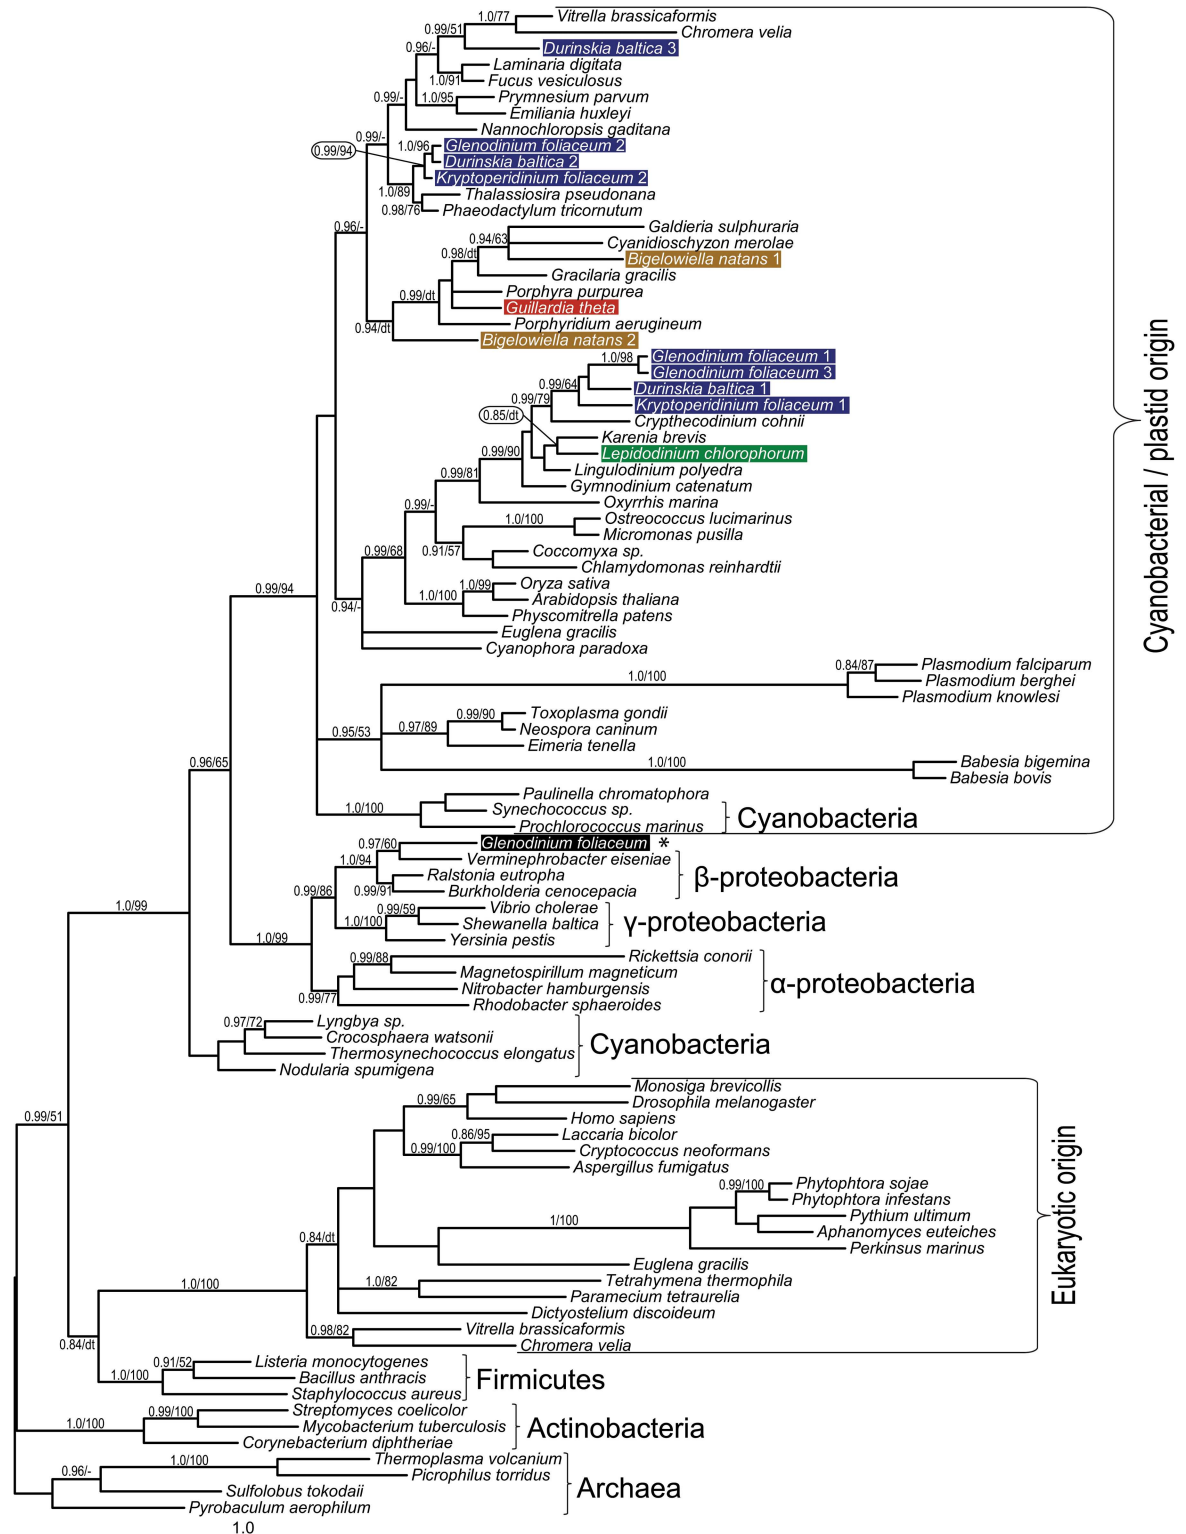 1.0/77 Vitrella brassicaformis
0.99/51 Chromera velia
0.96/- Durinskia baltica 3
Laminaria digitata
1.0/91 Fucus vesiculosus
0.99/- 1.0/95 Prymnesium parvum
Emiliania huxleyi
Nannochloropsis gaditana
0.99/- 1.0/96 Glenodinium foliaceum 2
0.99/94 Durinskia baltica 2
Kryptoperidinium foliaceum 2
1.0/89 Thalassiosira pseudonana
0.98/76 Phaeodactylum tricornutum
0.96/- Galdieria sulphuraria
0.94/63 Cyanidioschyzon merolae
0.98/dt Bigelowiella natans 1
Gracilaria gracilis
0.99/dt Porphyra purpurea
Guillardia theta
Porphyridium aerugineum
0.94/dt Bigelowiella natans 2
1.0/98 Glenodinium foliaceum 1
Glenodinium foliaceum 3
0.99/64 Durinskia baltica 1
0.99/79 Kryptoperidinium foliaceum 1
0.85/dt Crypthecodinium cohnii
Karenia brevis
0.99/90 Lepidodinium chlorophorum
Lingulodinium polyedra
0.99/81 Gymnodinium catenatum
0.99/- Oxyrrhis marina
1.0/100 Ostreococcus lucimarinus
Micromonas pusilla
0.99/68 0.91/57 Coccomyxa sp.
Chlamydomonas reinhardtii
1.0/99 Oryza sativa
1.0/100 Arabidopsis thaliana
0.94/- Physcomitrella patens
Euglena gracilis
Cyanophora paradoxa
0.99/94
Cyanobacterial / plastid origin
0.84/87 Plasmodium falciparum
1.0/100 Plasmodium berghei
Plasmodium knowlesi
0.99/90 Toxoplasma gondii
0.95/53 0.97/89 Neospora caninum
Eimeria tenella
0.96/65 1.0/100 Babesia bigemina
Babesia bovis
Paulinella chromatophora
1.0/100 Synechococcus sp.
Prochlorococcus marinus
Cyanobacteria
0.97/60 Glenodinium foliaceum *
1.0/94 Verminephrobacter eiseniae
Ralstonia eutropha
0.99/86 0.99/91 Burkholderia cenocepacia
β-proteobacteria
1.0/99 0.99/59 Vibrio cholerae
1.0/100 Shewanella baltica
Yersinia pestis
γ-proteobacteria
1.0/99 0.99/88 Rickettsia conorii
Magnetospirillum magneticum
Nitrobacter hamburgensis
0.99/77 Rhodobacter sphaeroides
α-proteobacteria
0.97/72 Lyngbya sp.
Crocosphaera watsonii
Thermosynechococcus elongatus
Nodularia spumigena
Cyanobacteria
Monosiga brevicollis
0.99/65 Drosophila melanogaster
Homo sapiens
0.99/51 0.86/95 Laccaria bicolor
0.99/100 Cryptococcus neoformans
Aspergillus fumigatus
0.99/100 Phytophtora sojae
Phytophtora infestans
1/100 Pythium ultimum
Aphanomyces euteiches
0.84/dt Perkinsus marinus
Euglena gracilis
1.0/100 1.0/82 Tetrahymena thermophila
Paramecium tetraurelia
Dictyostelium discoideum
0.98/82 Vitrella brassicaformis
Chromera velia
Eukaryotic origin
0.84/dt 0.91/52 Listeria monocytogenes
1.0/100 Bacillus anthracis
Staphylococcus aureus
Firmicutes
0.99/100 Streptomyces coelicolor
1.0/100 Mycobacterium tuberculosis
Corynebacterium diphtheriae
Actinobacteria
1.0/100 Thermoplasma volcanium
0.96/- Picrophilus torridus
Sulfolobus tokodaii
Pyrobaculum aerophilum
Archaea
1.0